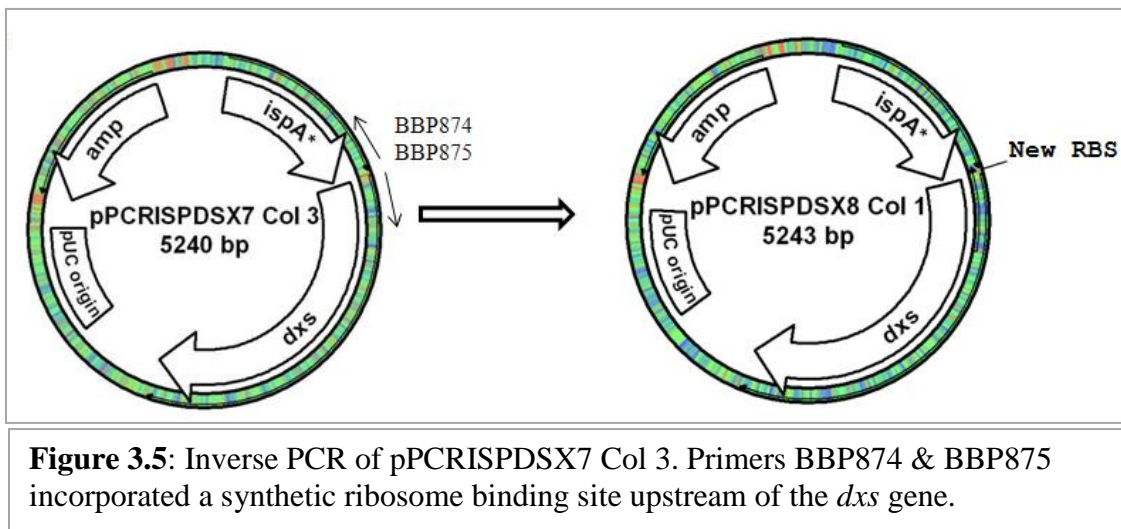 amp
ispA*
BBP874
BBP875
pPCRISPDSX7 Col 3
5240 bp
pUC origin
dxs
amp
ispA*
New RBS
pPCRISPDSX8 Col 1
5243 bp
pUC origin
dxs
Figure 3.5: Inverse PCR of pPCRISPDSX7 Col 3. Primers BBP874 & BBP875
incorporated a synthetic ribosome binding site upstream of the dxs gene.